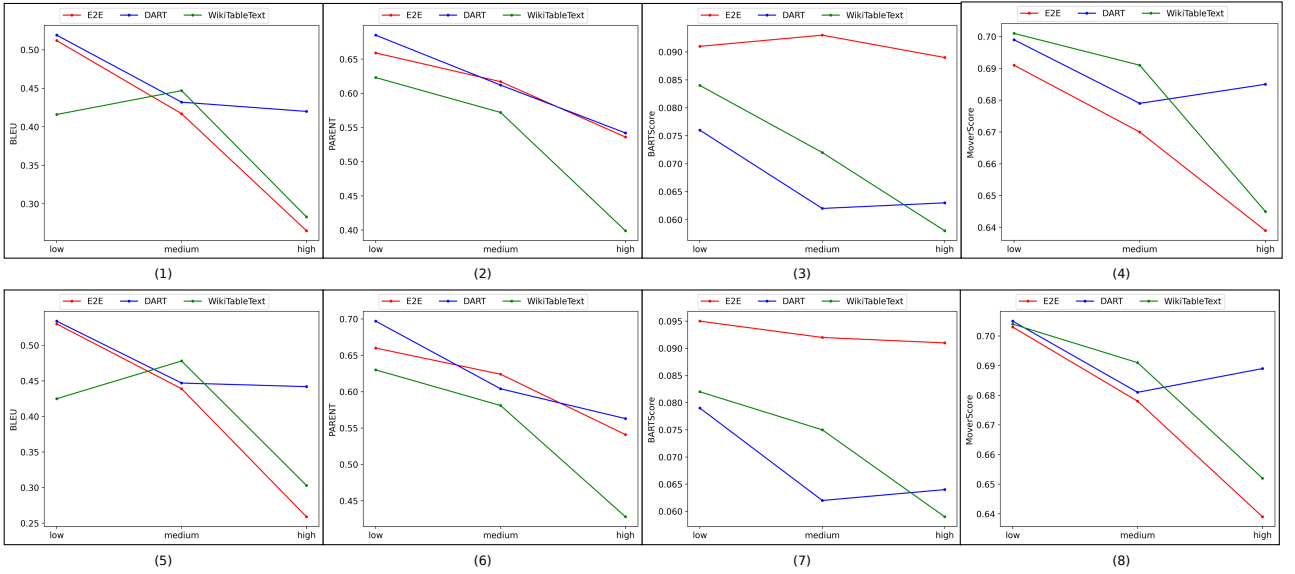 E2E DART WikiTableText
BLEU
0.50
0.45
0.40
0.35
0.30
low medium high
(1)
E2E DART WikiTableText
PARENT
0.65
0.60
0.55
0.50
0.45
0.40
low medium high
(2)
E2E DART WikiTableText
BARTScore
0.090
0.085
0.080
0.075
0.070
0.065
0.060
low medium high
(3)
E2E DART WikiTableText
MoverScore
0.70
0.69
0.68
0.67
0.66
0.65
0.64
low medium high
(4)
E2E DART WikiTableText
BLEU
0.50
0.45
0.40
0.35
0.30
0.25
low medium high
(5)
E2E DART WikiTableText
PARENT
0.70
0.65
0.60
0.55
0.50
0.45
low medium high
(6)
E2E DART WikiTableText
BARTScore
0.095
0.090
0.085
0.080
0.075
0.070
0.065
0.060
low medium high
(7)
E2E DART WikiTableText
MoverScore
0.70
0.69
0.68
0.67
0.66
0.65
0.64
low medium high
(8)